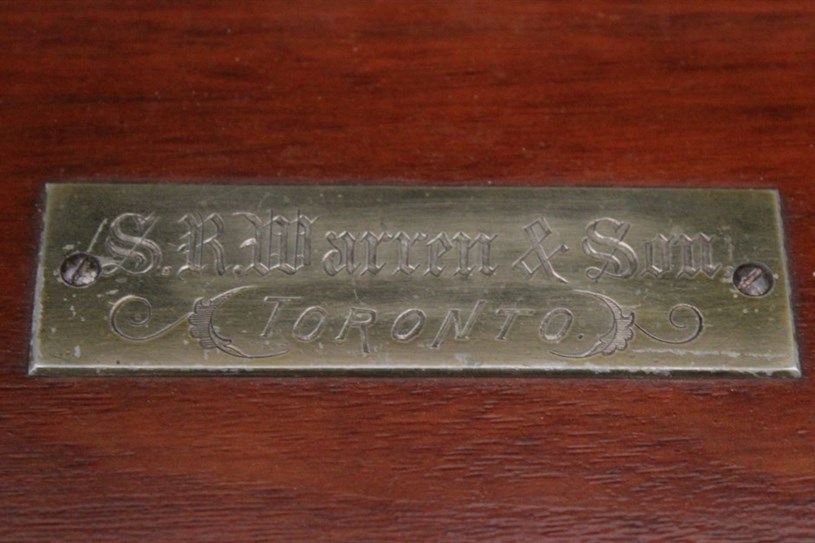 S. R. Warren & Son
TORONTO.